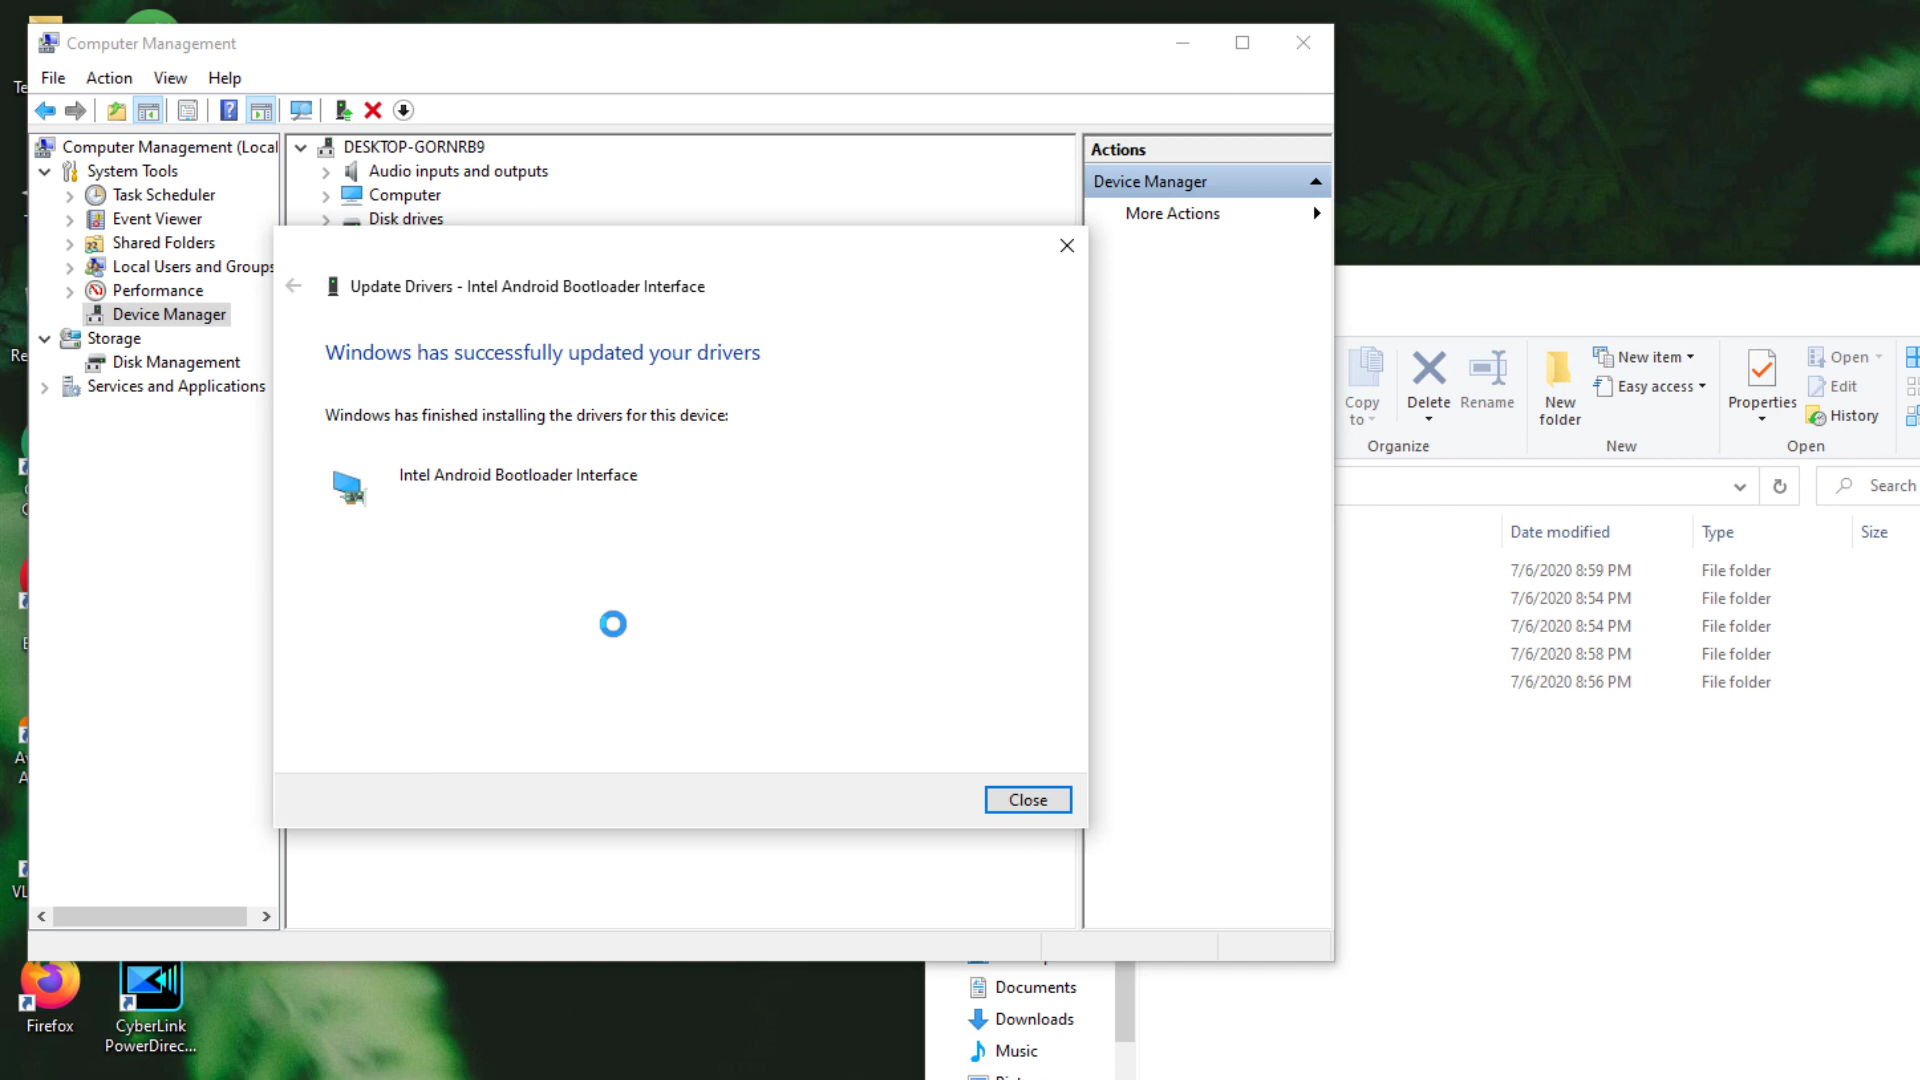 Computer Management
File Action View Help
Computer Management (Local
System Tools
Task Scheduler
Event Viewer
Shared Folders
Local Users and Groups
Performance
Device Manager
Storage
Disk Management
Services and Applications
DESKTOP-GORNRB9
Audio inputs and outputs
Computer
Disk drives
Actions
Device Manager
More Actions
Update Drivers - Intel Android Bootloader Interface
Windows has successfully updated your drivers
Windows has finished installing the drivers for this device:
Intel Android Bootloader Interface
Close
Copy
to
Delete
Rename
New
folder
New item
Easy access
Properties
Open
Edit
History
Organize
New
Open
Search
Date modified Type Size
7/6/2020 8:59 PM File folder
7/6/2020 8:54 PM File folder
7/6/2020 8:54 PM File folder
7/6/2020 8:58 PM File folder
7/6/2020 8:56 PM File folder
Documents
Downloads
Music
Firefox
CyberLink
PowerDirec...